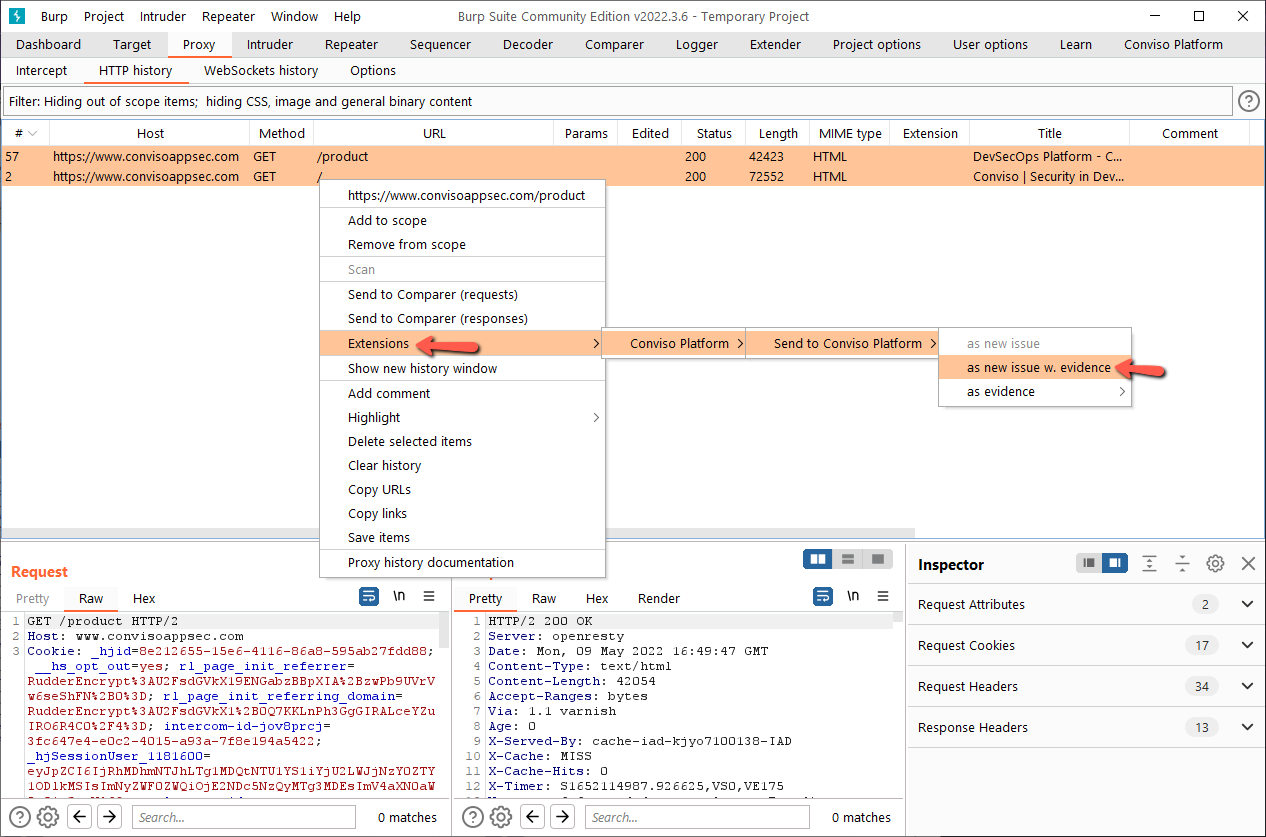 Burp Project Intruder Repeater Window Help Burp Suite Community Edition v2022.3.6 - Temporary Project
Dashboard Target Proxy Intruder Repeater Sequencer Decoder Comparer Logger Extender Project options User options Learn Conviso Platform
Intercept HTTP history WebSockets history Options
Filter: Hiding out of scope items; hiding CSS, image and general binary content
# Host Method URL Params Edited Status Length MIME type Extension Title Comment
57 https://www.convisoappsec.com GET /product 200 42423 HTML DevSecOps Platform - C...
2 https://www.convisoappsec.com GET / 200 72552 HTML Conviso | Security in Dev...
https://www.convisoappsec.com/product
Add to scope
Remove from scope
Scan
Send to Comparer (requests)
Send to Comparer (responses)
Extensions
Conviso Platform
Send to Conviso Platform
as new issue
as new issue w. evidence
as evidence
Show new history window
Add comment
Highlight
Delete selected items
Clear history
Copy URLs
Copy links
Save items
Proxy history documentation
Request
Pretty Raw Hex \n
1 GET /product HTTP/2
2 Host: www.convisoappsec.com
3 Cookie: _hjid=8e212655-15e6-4116-86a8-595ab27fdd88;
__hs_opt_out=yes; rl_page_init_referrer=
RudderEncrypt%3AU2FsdGVkX19ENGabzBBpXIA%2BzwPb9UVrV
w6seShFN%2B0%3D; rl_page_init_referring_domain=
RudderEncrypt%3AU2FsdGVkX1%2B0Q7KKLnPh3GgGIRALceYZu
IRO6R4C0%2F4%3D; intercom-id-jov8prcj=
3fc647e4-e0c2-4015-a93a-7f8e194a5422;
_hjSessionUser_1181600=
Pretty Raw Hex Render \n
1 HTTP/2 200 OK
2 Server: openresty
3 Date: Mon, 09 May 2022 16:49:47 GMT
4 Content-Type: text/html
5 Content-Length: 42054
6 Accept-Ranges: bytes
7 Via: 1.1 varnish
8 Age: 0
9 X-Served-By: cache-iad-kjyo7100138-IAD
10 X-Cache: MISS
11 X-Cache-Hits: 0
12 X-Timer: S1652114987.926625,VS0,VE175
Inspector
Request Attributes 2
Request Cookies 17
Request Headers 34
Response Headers 13
Search... 0 matches
Search... 0 matches